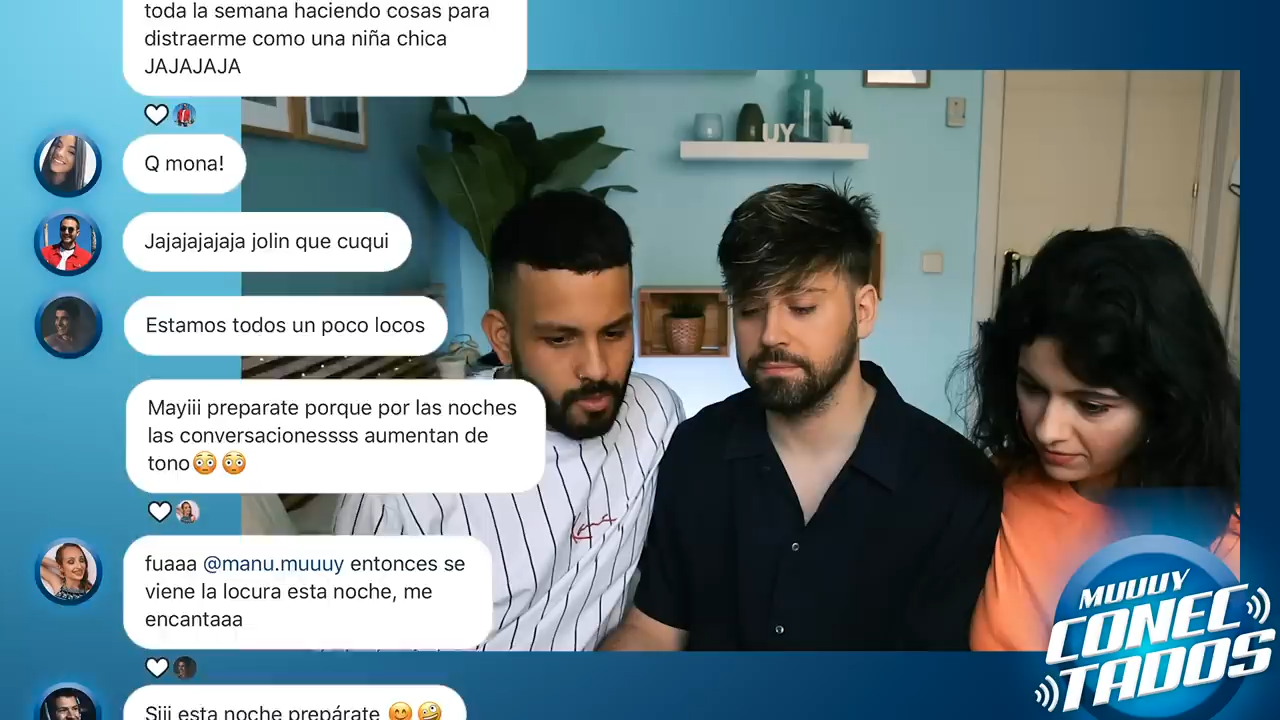 toda la semana haciendo cosas para
distraerme como una niña chica
JAJAJAJA
Q mona!
Jajajajajaja jolin que cuqui
Estamos todos un poco locos
Mayiii preparate porque por las noches
las conversacionessss aumentan de
tono😳😳
fuaaa @manu.muuuy entonces se
viene la locura esta noche, me
encantaaa
Siii esta noche prepárate 😊🤪
UY
MUUUY
CONEC
TADOS